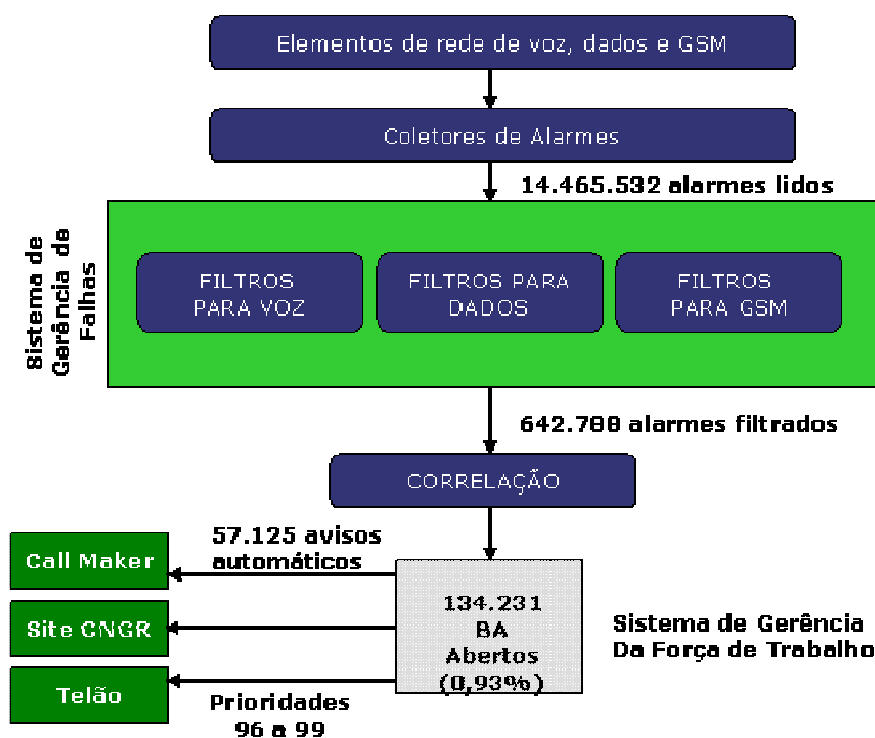 Elementos de rede de voz, dados e GSM
Coletores de Alarmes
14.465.532 alarmes lidos
Sistema de
Gerência de
Falhas
FILTROS
PARA VOZ
FILTROS PARA
DADOS
FILTROS
PARA GSM
642.788 alarmes filtrados
CORRELAÇÃO
57.125 avisos
automáticos
Call Maker
Site CNGR
Telão
134.231
BA
Abertos
(0,93%)
Sistema de Gerência
Da Força de Trabalho
Prioridades
96 a 99